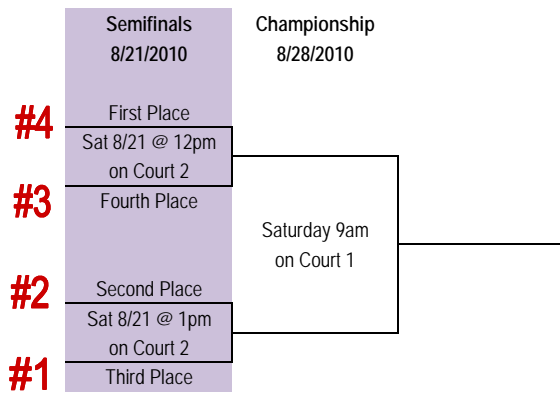 Semifinals Championship
8/21/2010 8/28/2010
#4 First Place
Sat 8/21 @ 12pm
on Court 2
#3 Fourth Place
Saturday 9am
on Court 1
#2 Second Place
Sat 8/21 @ 1pm
on Court 2
#1 Third Place